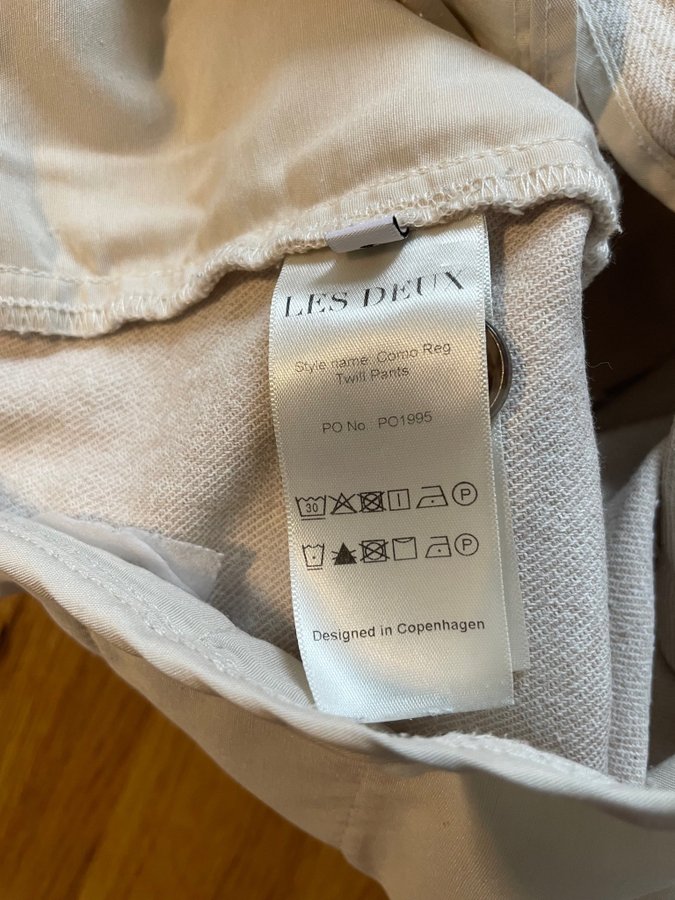 LES DEUX
Style name: Como Reg
Twill Pants
PO No.: PO1995
30 P
P
Designed in Copenhagen